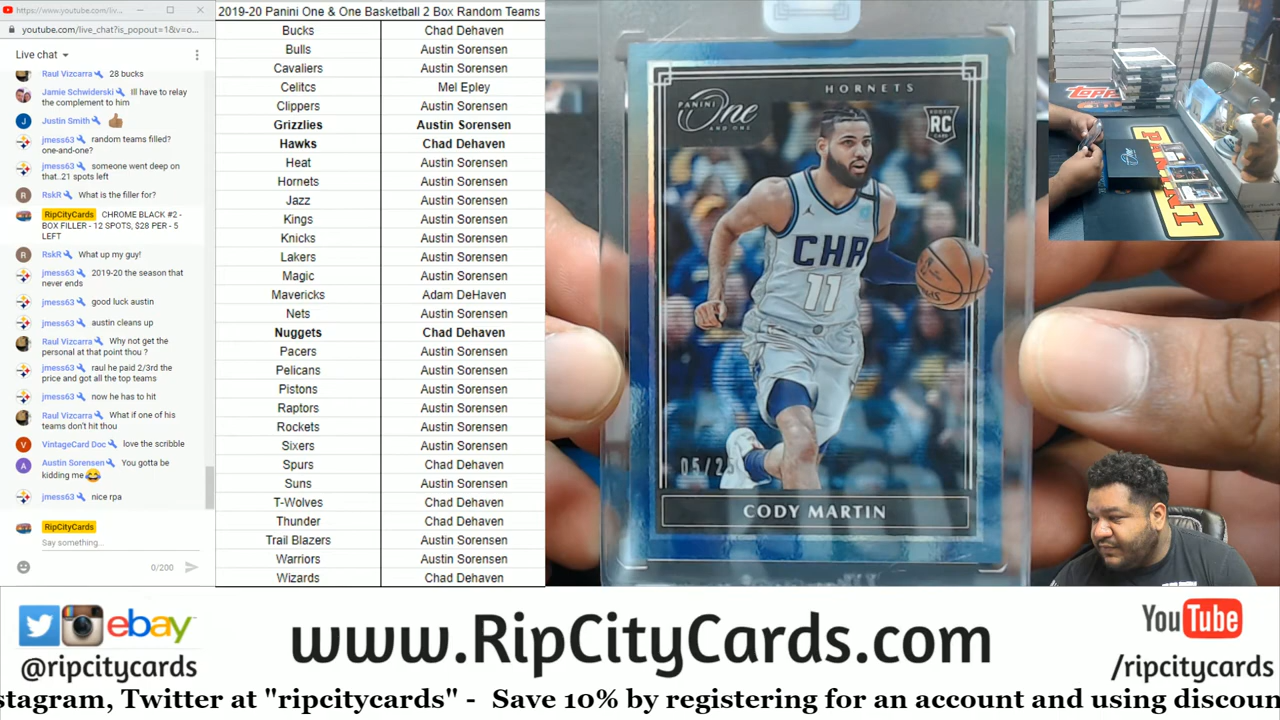 https://www.youtube.com/liv...
youtube.com/live_chat?is_popout=1&v=o...
Live chat
Raul Vizcarra 28 bucks
Jamie Schwiderski Ill have to relay
the complement to him
Justin Smith
jmess63 random teams filled?
one-and-one?
jmess63 someone went deep on
that..21 spots left
RskR What is the filler for?
RipCityCards CHROME BLACK #2 -
BOX FILLER - 12 SPOTS, $28 PER - 5
LEFT
RskR What up my guy!
jmess63 2019-20 the season that
never ends
jmess63 good luck austin
jmess63 austin cleans up
Raul Vizcarra Why not get the
personal at that point thou ?
jmess63 raul he paid 2/3rd the
price and got all the top teams
jmess63 now he has to hit
Raul Vizcarra What if one of his
teams don't hit thou
VintageCard Doc love the scribble
Austin Sorensen You gotta be
kidding me
jmess63 nice rpa
RipCityCards
Say something...
0/200
2019-20 Panini One & One Basketball 2 Box Random Teams
Bucks Chad Dehaven
Bulls Austin Sorensen
Cavaliers Austin Sorensen
Celitcs Mel Epley
Clippers Austin Sorensen
Grizzlies Austin Sorensen
Hawks Chad Dehaven
Heat Austin Sorensen
Hornets Austin Sorensen
Jazz Austin Sorensen
Kings Austin Sorensen
Knicks Austin Sorensen
Lakers Austin Sorensen
Magic Austin Sorensen
Mavericks Adam DeHaven
Nets Austin Sorensen
Nuggets Chad Dehaven
Pacers Austin Sorensen
Pelicans Austin Sorensen
Pistons Austin Sorensen
Raptors Austin Sorensen
Rockets Austin Sorensen
Sixers Austin Sorensen
Spurs Chad Dehaven
Suns Austin Sorensen
T-Wolves Chad Dehaven
Thunder Chad Dehaven
Trail Blazers Austin Sorensen
Warriors Austin Sorensen
Wizards Chad Dehaven
HORNETS
PANINI
One
AND ONE
RC
CHA
11
CODY MARTIN
TOPPS
PANINI
One
ebay
@ripcitycards
www.RipCityCards.com
YouTube
/ripcitycards
stagram, Twitter at "ripcitycards" - Save 10% by registering for an account and using discoun